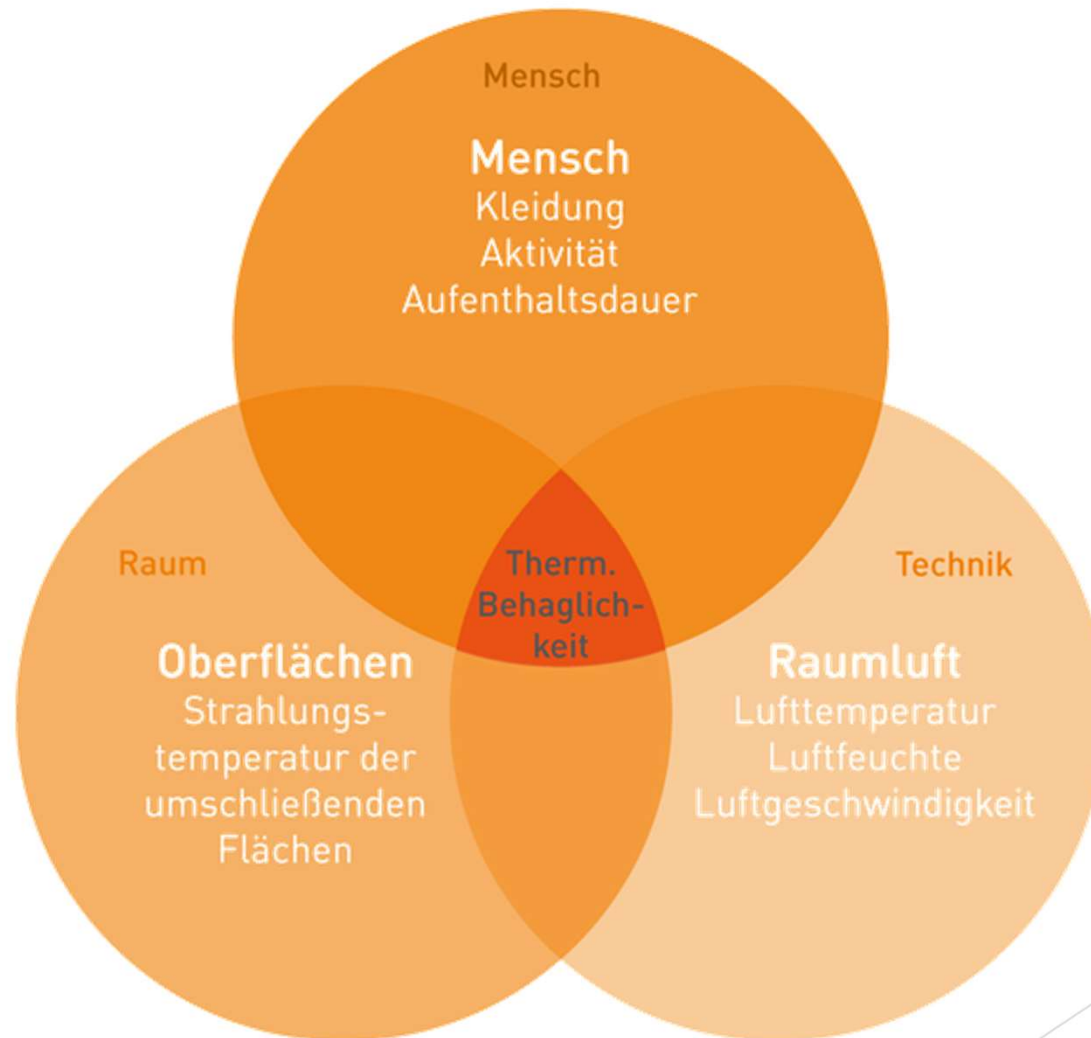 Mensch
Mensch
Kleidung
Aktivität
Aufenthaltsdauer
Raum
Oberflächen
Strahlungs-
temperatur der
umschließenden
Flächen
Therm.
Behaglich-
keit
Technik
Raumluft
Lufttemperatur
Luftfeuchte
Luftgeschwindigkeit